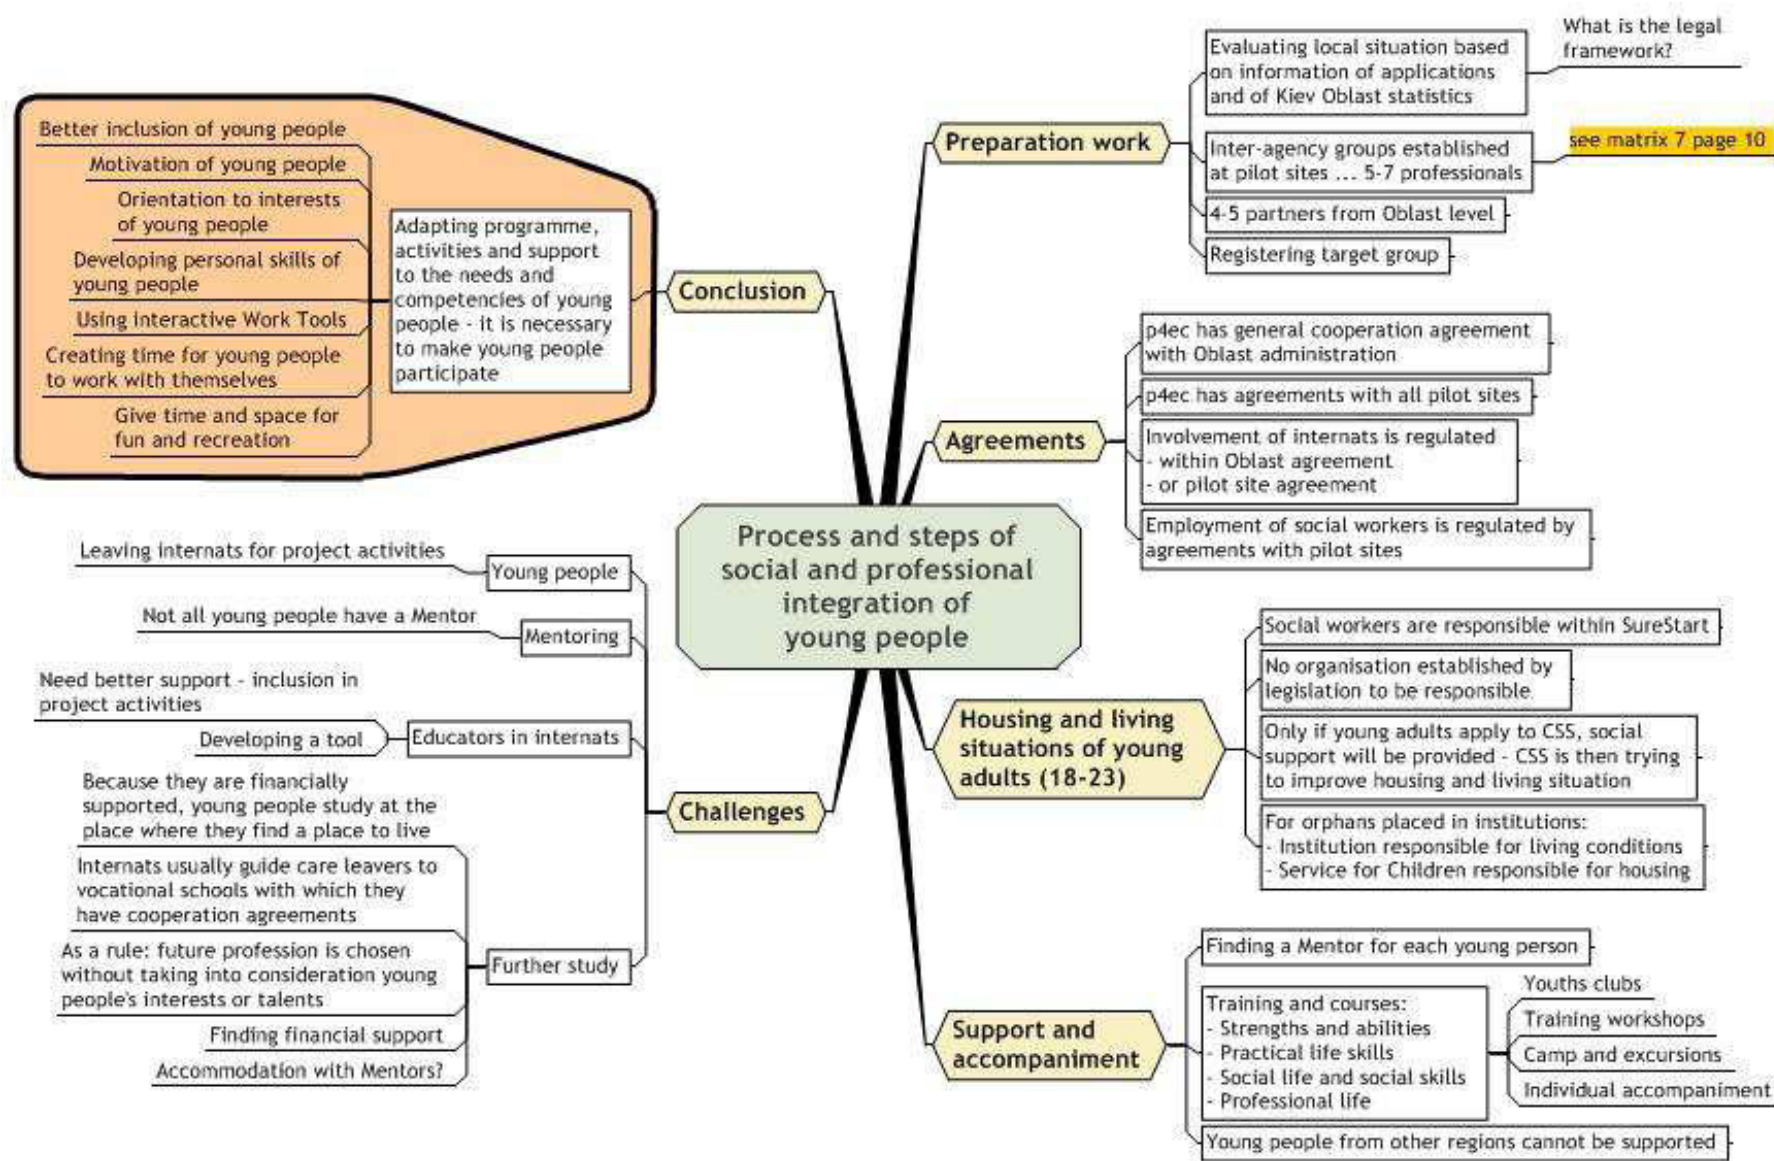 Process and steps of
social and professional
integration of
young people
Preparation work
Evaluating local situation based
on information of applications
and of Kiev Oblast statistics
What is the legal
framework?
Inter-agency groups established
at pilot sites ... 5-7 professionals
see matrix 7 page 10
4-5 partners from Oblast level
Registering target group
Agreements
p4ec has general cooperation agreement
with Oblast administration
p4ec has agreements with all pilot sites
Involvement of internats is regulated
- within Oblast agreement
- or pilot site agreement
Employment of social workers is regulated by
agreements with pilot sites
Housing and living
situations of young
adults (18-23)
Social workers are responsible within SureStart
No organisation established by
legislation to be responsible
Only if young adults apply to CSS, social
support will be provided - CSS is then trying
to improve housing and living situation
For orphans placed in institutions:
- Institution responsible for living conditions
- Service for Children responsible for housing
Support and
accompaniment
Finding a Mentor for each young person
Training and courses:
- Strengths and abilities
- Practical life skills
- Social life and social skills
- Professional life
Youths clubs
Training workshops
Camp and excursions
Individual accompaniment
Young people from other regions cannot be supported
Conclusion
Adapting programme,
activities and support
to the needs and
competencies of young
people - it is necessary
to make young people
participate
Better inclusion of young people
Motivation of young people
Orientation to interests
of young people
Developing personal skills of
young people
Using Interactive Work Tools
Creating time for young people
to work with themselves
Give time and space for
fun and recreation
Challenges
Young people
Leaving internats for project activities
Mentoring
Not all young people have a Mentor
Educators in internats
Need better support - inclusion in
project activities
Developing a tool
Further study
Because they are financially
supported, young people study at the
place where they find a place to live
Internats usually guide care leavers to
vocational schools with which they
have cooperation agreements
As a rule: future profession is chosen
without taking into consideration young
people's interests or talents
Finding financial support
Accommodation with Mentors?